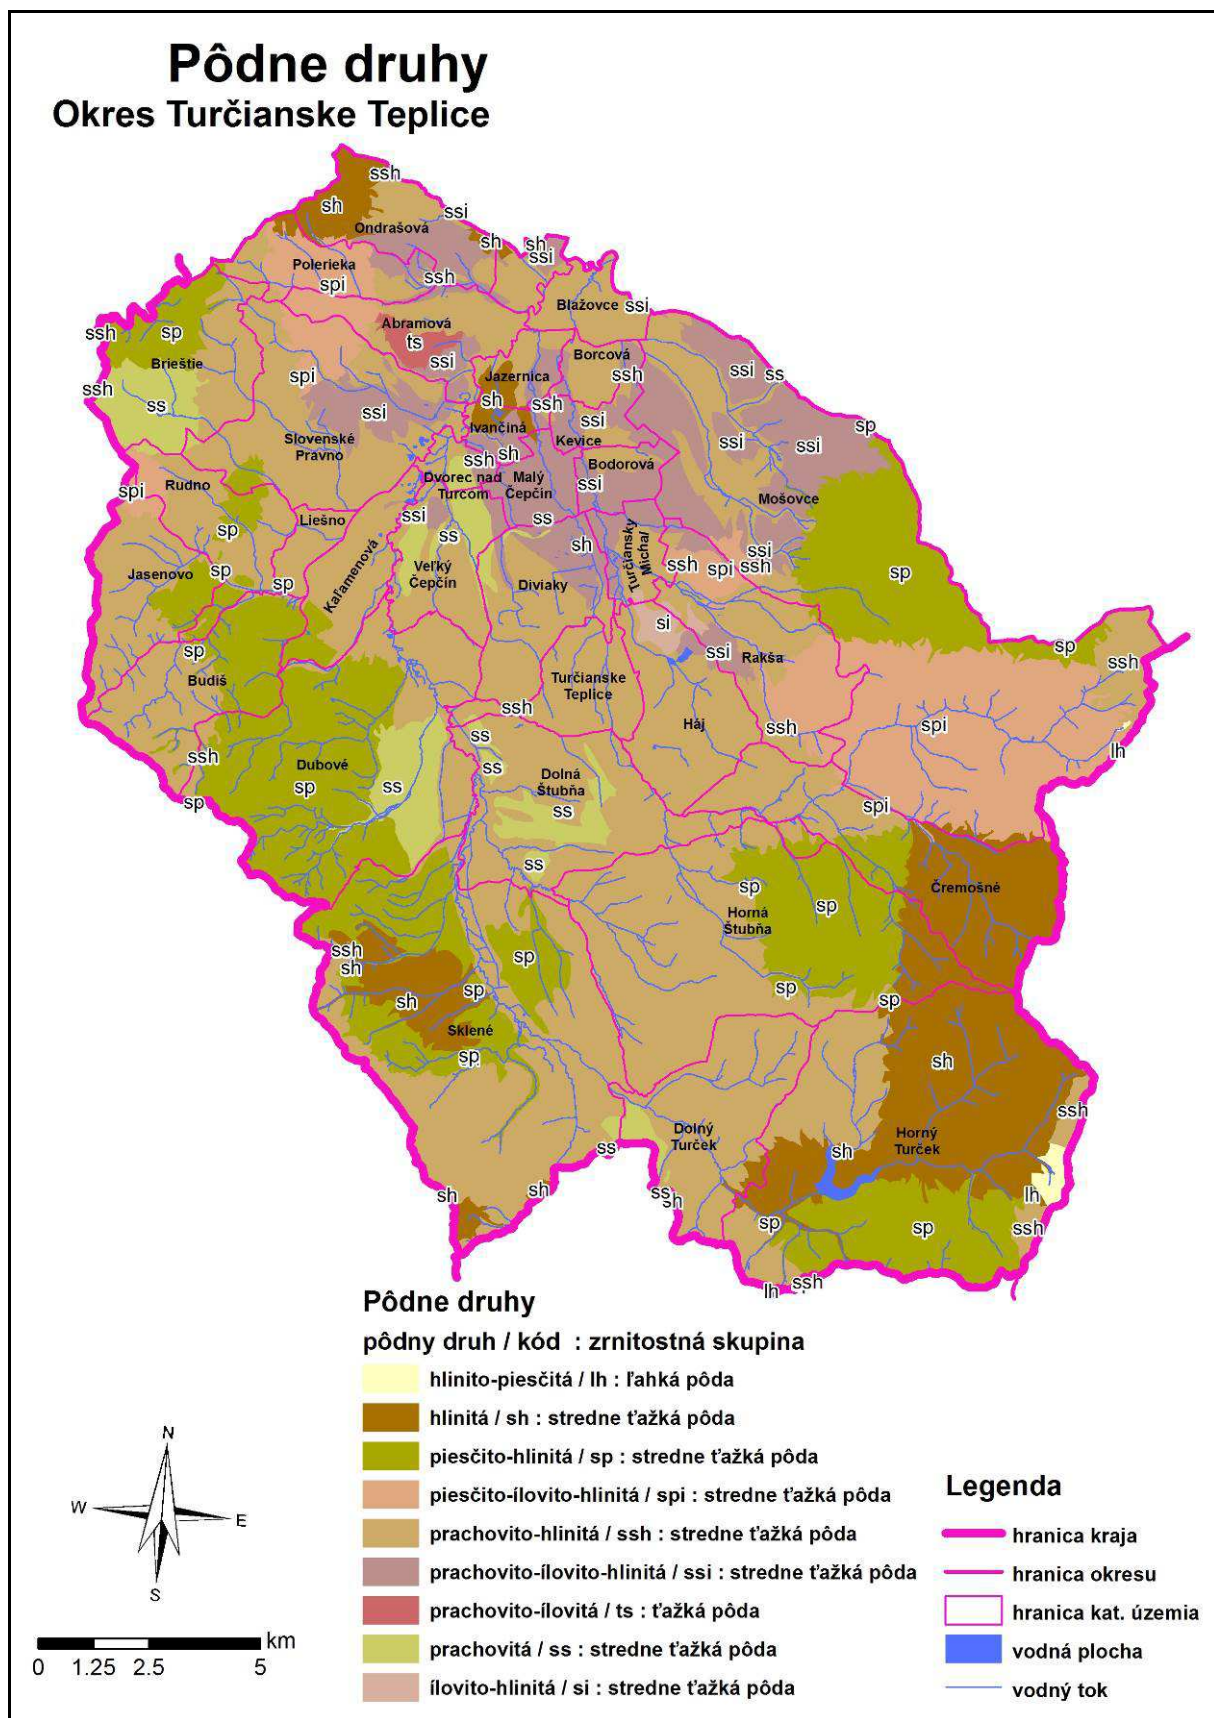 Pôdne druhy
Okres Turčianske Teplice
ssh
sh
ssi
Ondrašová
sh
sh
ssi
Polerieka
spi
ssh
Blažovce
ssi
ssh
sp
Abramová
ts
ssi
Brieštie
Borcová
ssi
ss
ssh
spi
Jazernica
ssh
ss
ssi
sh
ssh
ssi
sp
Slovenské
Pravno
Ivančiná
Kevice
ssi
ssi
ssh
sh
Bodorová
Rudno
spi
Dvorec nad
Turcom
Malý
Čepčín
ssi
Mošovce
Liešno
ssi
ss
sp
ss
sh
Turčiansky
Michal
ssi
Jasenovo
sp
sp
Kaľamenová
Veľký
Čepčín
Diviaky
ssh
spi
ssh
sp
si
sp
ssi
Rakša
sp
ssh
Budiš
Turčianske
Teplice
ssh
Háj
ssh
spi
ss
ssh
lh
Dubové
sp
ss
ss
Dolná
Štubňa
ss
spi
sp
ss
sp
sp
Čremošné
Horná
Štubňa
ssh
sh
sp
sp
sp
sp
sh
Sklené
sp
sh
ssh
Dolný
Turček
Horný
Turček
ss
sh
sh
sh
ss
sh
lh
sp
sp
ssh
ssh
lh
Pôdne druhy
pôdny druh / kód : zrnitostná skupina
hlinito-piesčitá / lh : ľahká pôda
hlinitá / sh : stredne ťažká pôda
piesčito-hlinitá / sp : stredne ťažká pôda
piesčito-ílovito-hlinitá / spi : stredne ťažká pôda
prachovito-hlinitá / ssh : stredne ťažká pôda
prachovito-ílovito-hlinitá / ssi : stredne ťažká pôda
prachovito-ílovitá / ts : ťažká pôda
prachovitá / ss : stredne ťažká pôda
ílovito-hlinitá / si : stredne ťažká pôda
Legenda
hranica kraja
hranica okresu
hranica kat. územia
vodná plocha
vodný tok
N
W
E
S
km
0 1.25 2.5 5